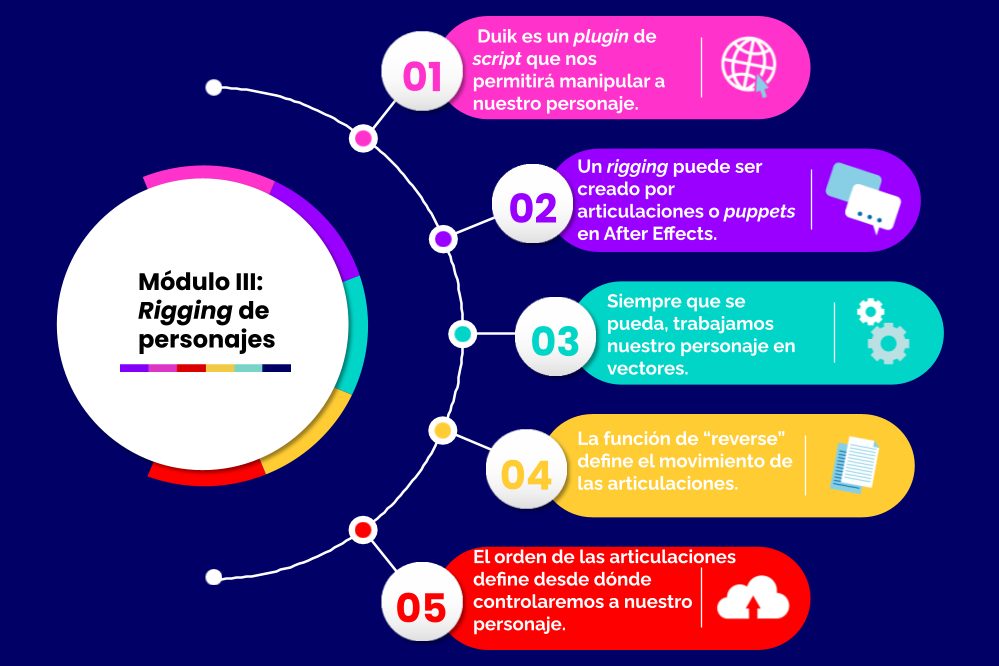 Módulo III:
Rigging de
personajes
01
Duik es un plugin de
script que nos
permitirá manipular a
nuestro personaje.
02
Un rigging puede ser
creado por
articulaciones o puppets
en After Effects.
03
Siempre que se
pueda, trabajamos
nuestro personaje en
vectores.
04
La función de “reverse”
define el movimiento de
las articulaciones.
05
El orden de las articulaciones
define desde dónde
controlaremos a nuestro
personaje.